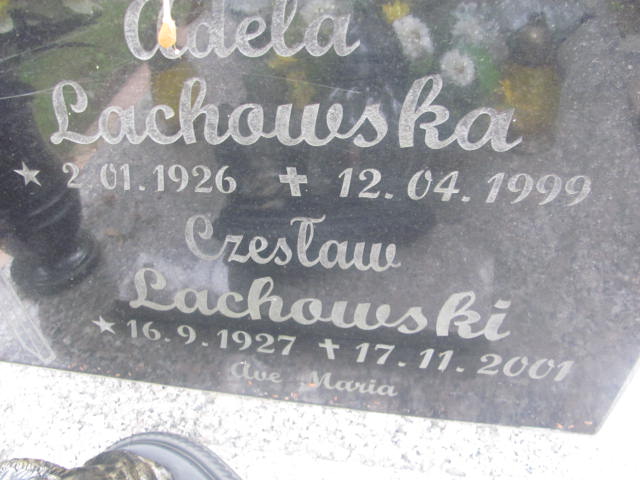 Adela
Lachowska
★ 2 01.1926 ✝ 12.04.1999
Czesław
Lachowski
★ 16.9.1927 ✝ 17.11.2001
Ave Maria